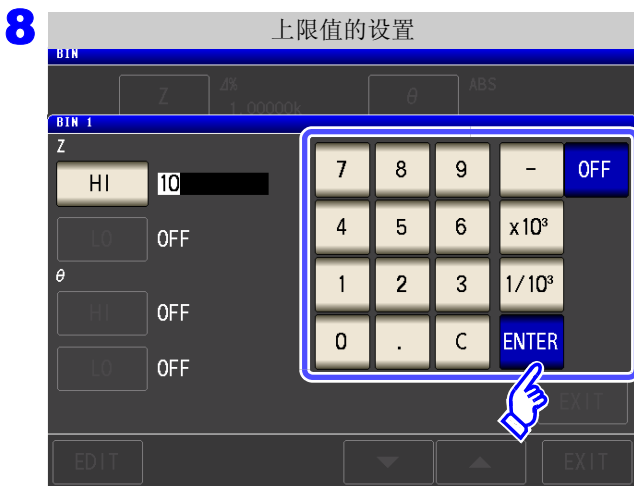 8
上限值的设置
BIN
Z Δ% 1.00000k θ ABS
BIN 1
Z
HI 10
LO OFF
θ
HI OFF
LO OFF
7 8 9 - OFF
4 5 6 x10³
1 2 3 1/10³
0 . C ENTER
EXIT
EDIT EXIT